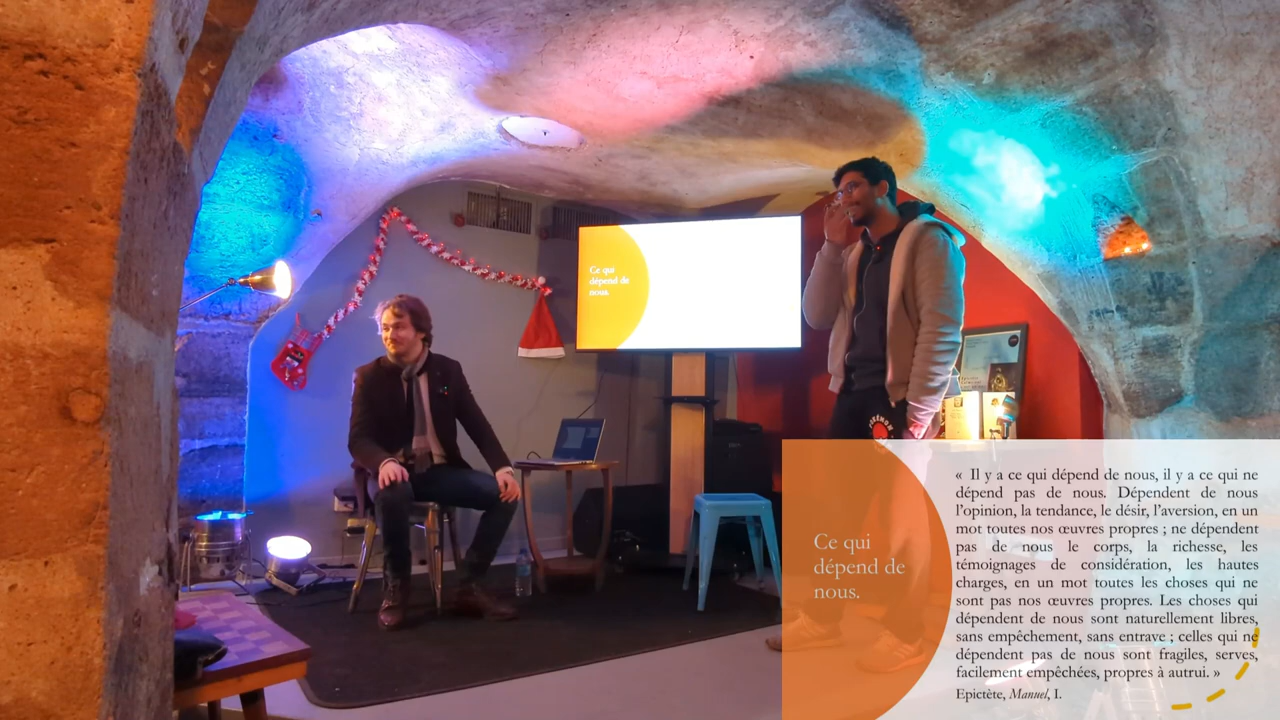 Ce qui
dépend de
nous.
Ce qui
dépend de
nous.
« Il y a ce qui dépend de nous, il y a ce qui ne
dépend pas de nous. Dépendent de nous
l’opinion, la tendance, le désir, l’aversion, en un
mot toutes nos œuvres propres ; ne dépendent
pas de nous le corps, la richesse, les
témoignages de considération, les hautes
charges, en un mot toutes les choses qui ne
sont pas nos œuvres propres. Les choses qui
dépendent de nous sont naturellement libres,
sans empêchement, sans entrave ; celles qui ne
dépendent pas de nous sont fragiles, serves,
facilement empêchées, propres à autrui. »
Epictète, Manuel, I.